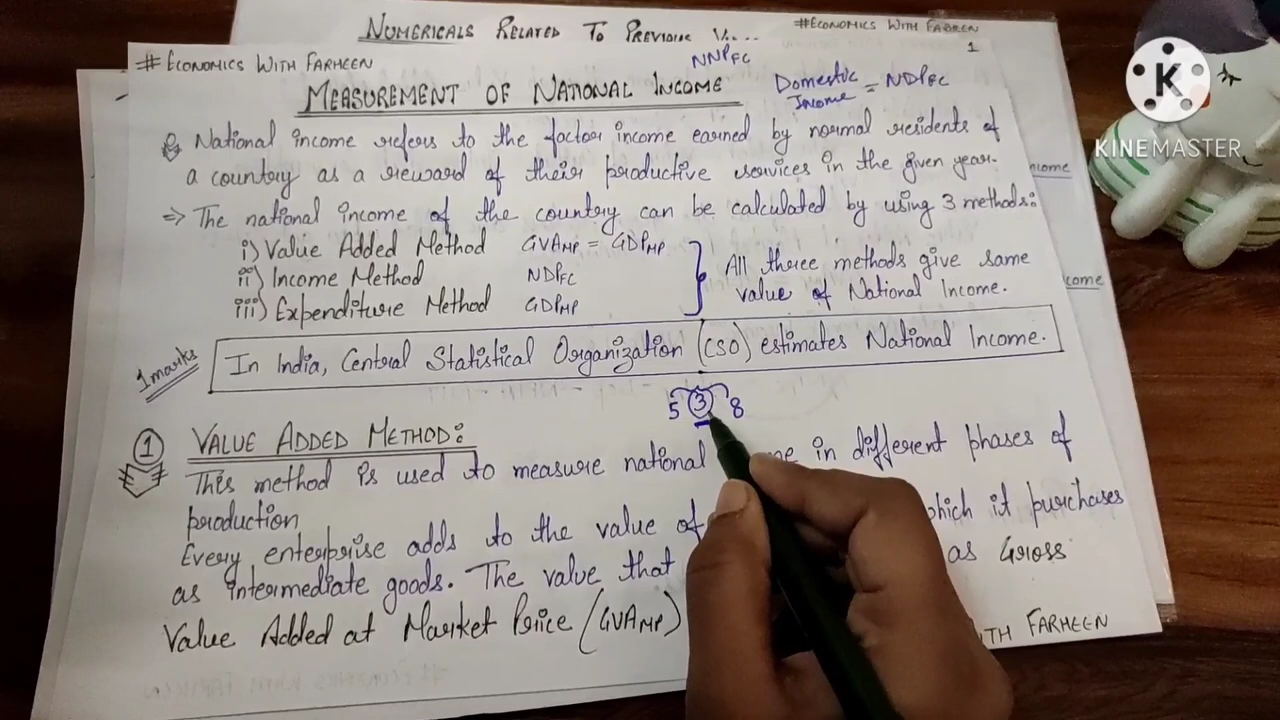 NUMERICALS RELATED TO PREVIOUS
#ECONOMICS WITH FARHEEN
1
#ECONOMICS WITH FARHEEN
NNPFC
MEASUREMENT OF NATIONAL INCOME
Domestic Income = NDPFC
National income refers to the factor income earned by normal residents of
a country as a reward of their productive services in the given year.
⇒ The national income of the country can be calculated by using 3 methods:
i) Value Added Method GVAMP = GDPMP
ii) Income Method NDPFC
iii) Expenditure Method GDPMP
All three methods give same
value of National Income.
1 marks
In India, Central Statistical Organization (CSO) estimates National Income.
5 3 8
1 VALUE ADDED METHOD:
This method is used to measure national in different phases of
production
Every enterprise adds to the value of which it purchases
as intermediate goods. The value that as Gross
Value Added at Market Price (GVAMP)
WITH FARHEEN
ncome
come
KINEMASTER
K